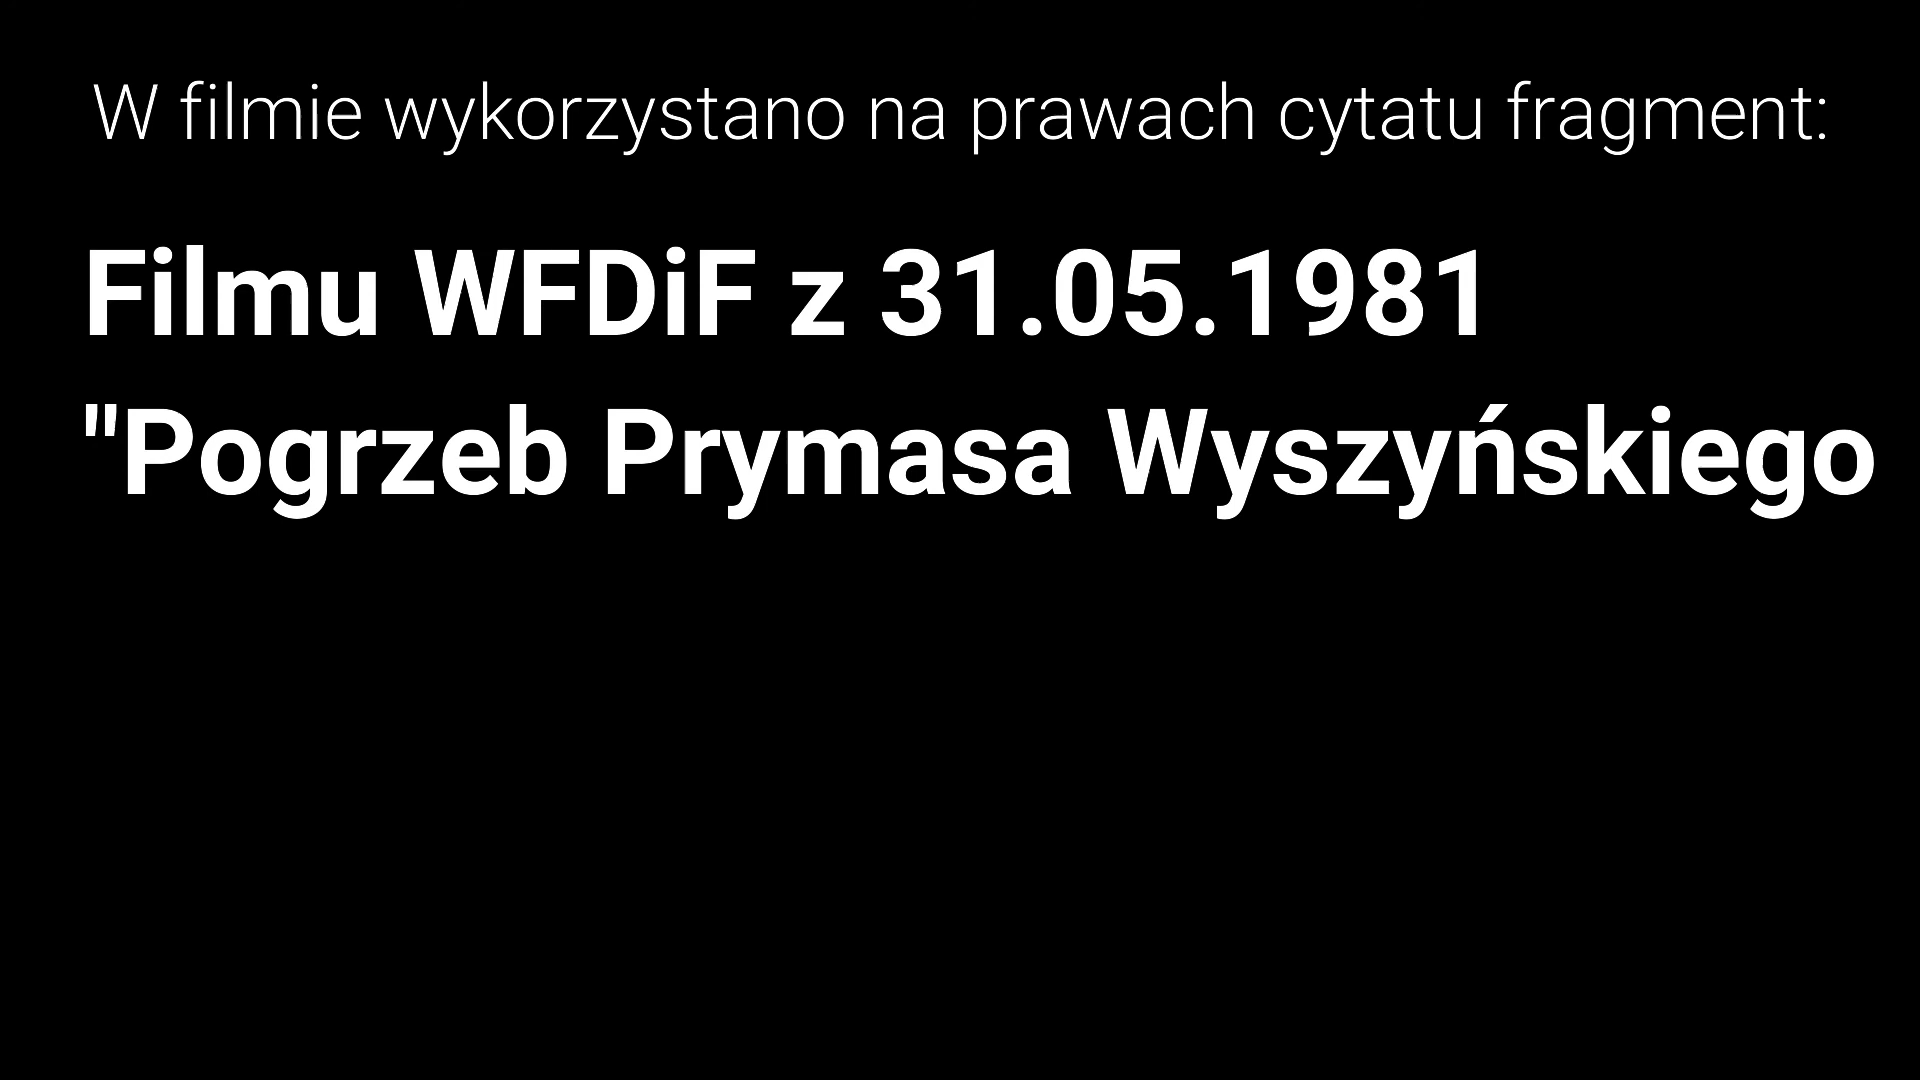 W filmie wykorzystano na prawach cytatu fragment:
Filmu WFDiF z 31.05.1981
"Pogrzeb Prymasa Wyszyńskiego